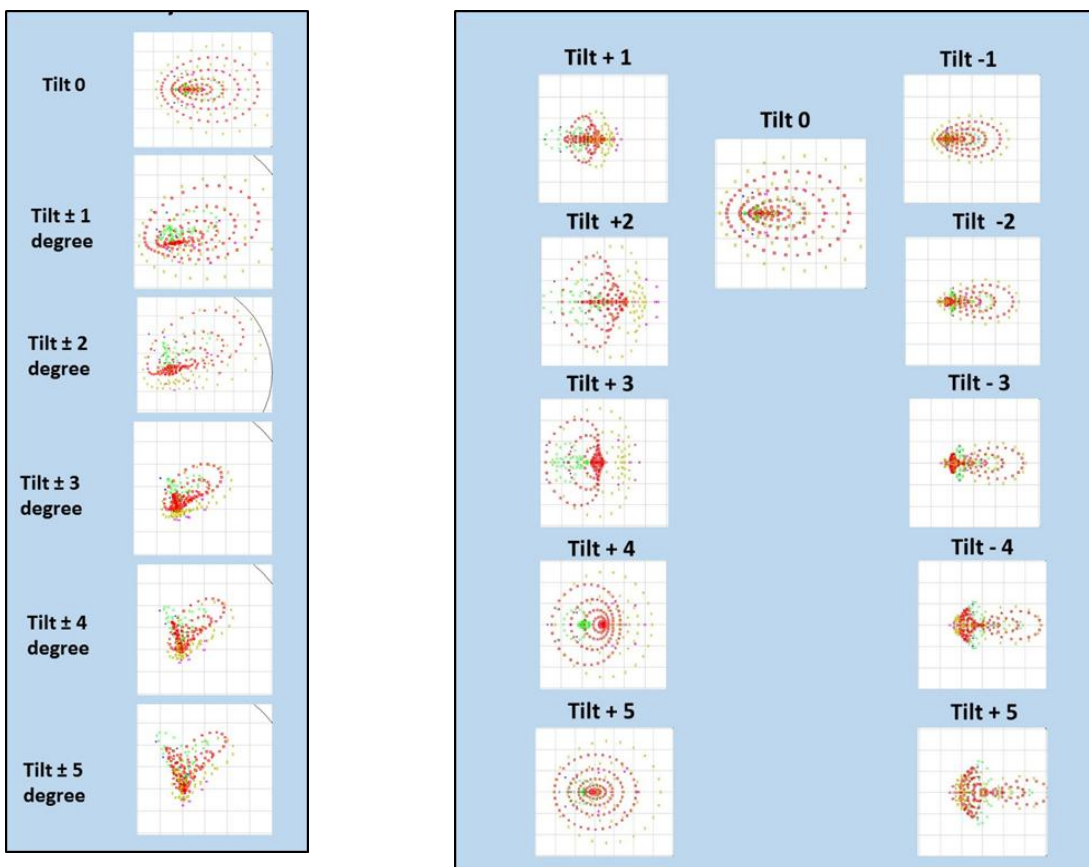 Tilt 0
Tilt ± 1
degree
Tilt ± 2
degree
Tilt ± 3
degree
Tilt ± 4
degree
Tilt ± 5
degree
Tilt + 1
Tilt -1
Tilt 0
Tilt +2
Tilt -2
Tilt + 3
Tilt - 3
Tilt + 4
Tilt - 4
Tilt + 5
Tilt + 5